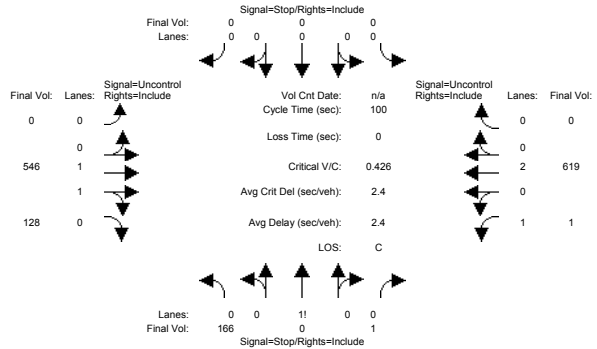 Signal=Stop/Rights=Include
Final Vol: 0 0 0
Lanes: 0 0 0 0 0
Signal=Uncontrol
Final Vol: Lanes: Rights=Include Vol Cnt Date: n/a Signal=Uncontrol
Rights=Include Lanes: Final Vol:
Cycle Time (sec): 100
0 0 0 0
Loss Time (sec): 0
0 0
546 1 Critical V/C: 0.426 2 619
1 Avg Crit Del (sec/veh): 2.4 0
128 0 Avg Delay (sec/veh): 2.4 1 1
LOS: C
Lanes: 0 0 1! 0 0
Final Vol: 166 0 1
Signal=Stop/Rights=Include